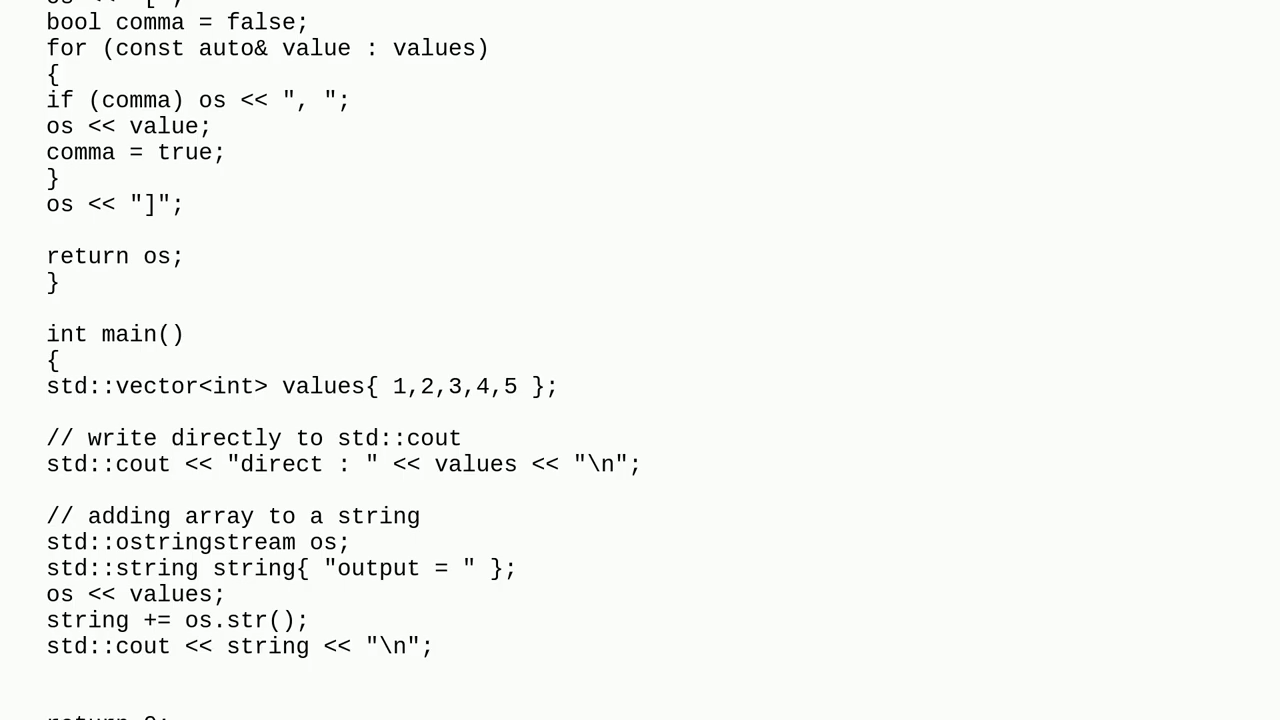 os << "[";
bool comma = false;
for (const auto& value : values)
{
if (comma) os << ", ";
os << value;
comma = true;
}
os << "]";

return os;
}

int main()
{
std::vector<int> values{ 1,2,3,4,5 };

// write directly to std::cout
std::cout << "direct : " << values << "\n";

// adding array to a string
std::ostringstream os;
std::string string{ "output = " };
os << values;
string += os.str();
std::cout << string << "\n";

return 0;